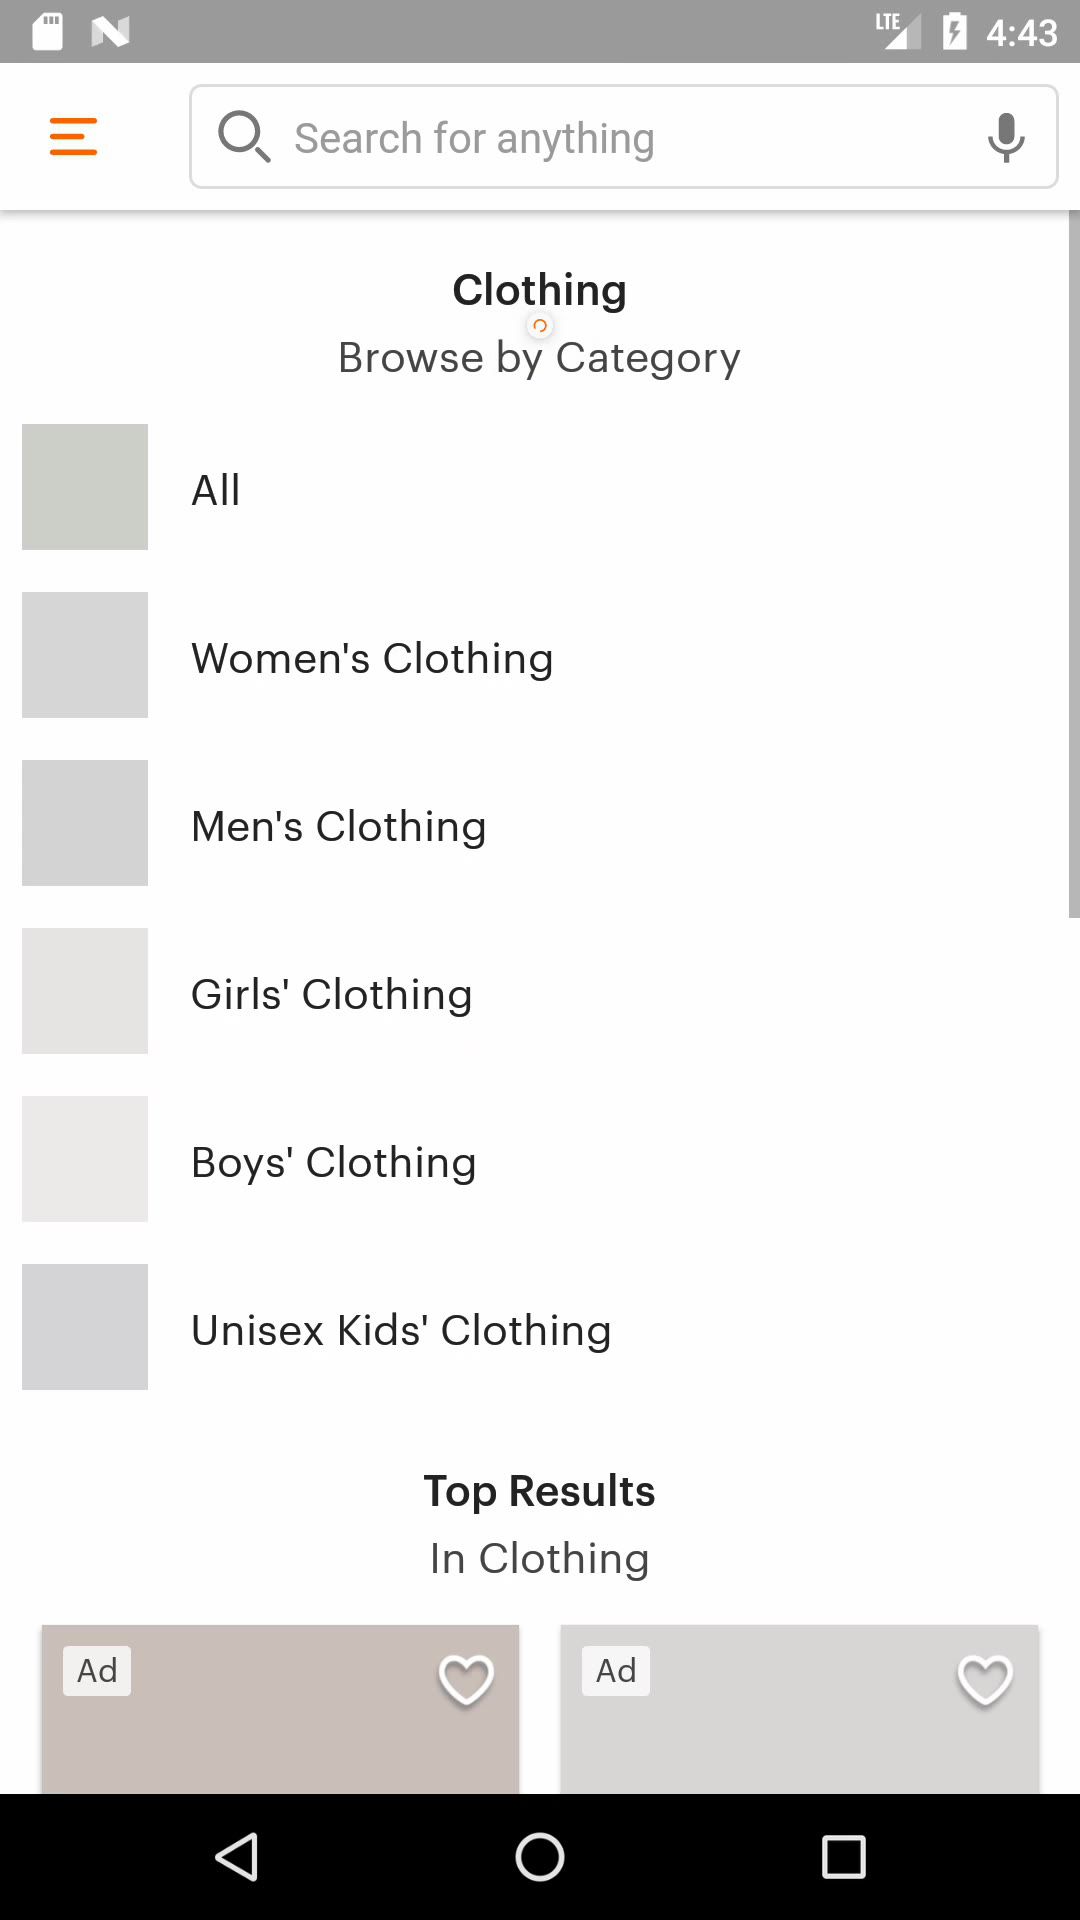 LTE 4:43
Search for anything
Clothing
Browse by Category
All
Women's Clothing
Men's Clothing
Girls' Clothing
Boys' Clothing
Unisex Kids' Clothing
Top Results
In Clothing
Ad Ad